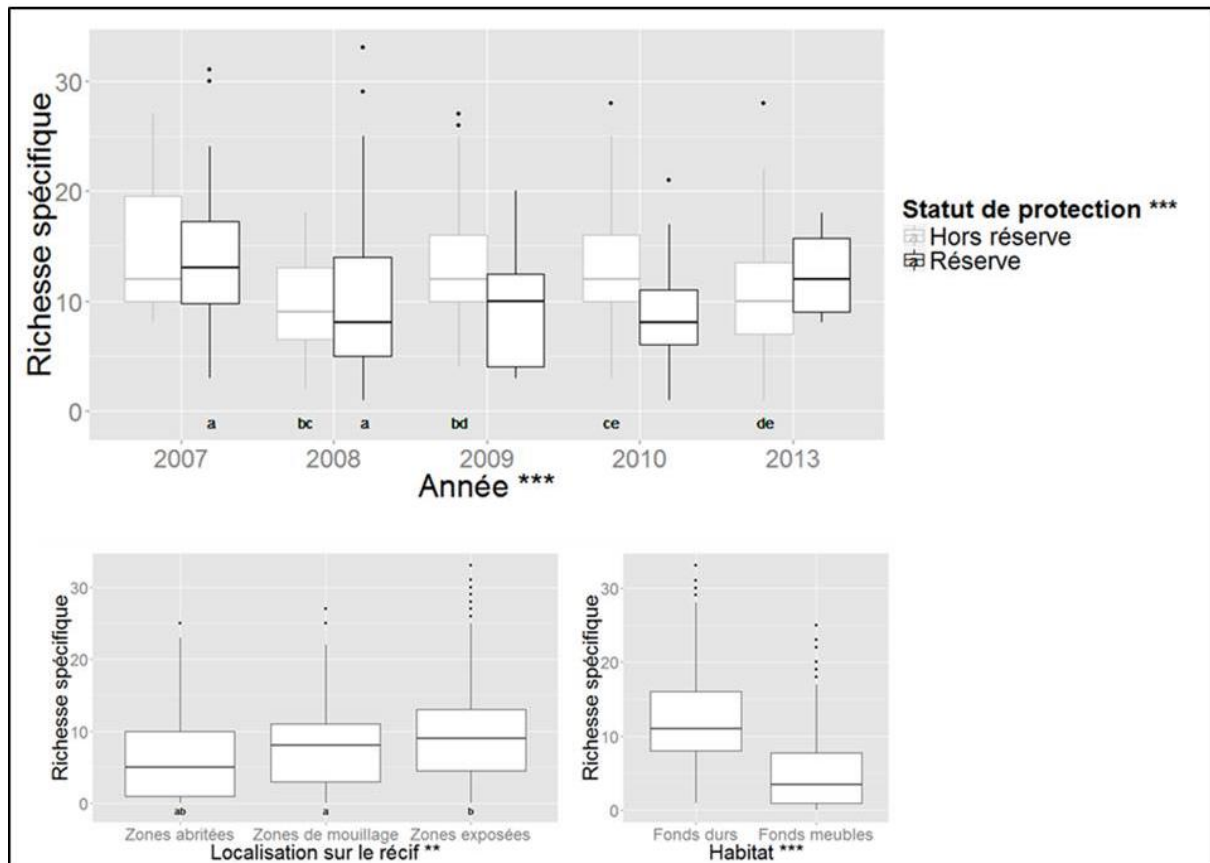 30
20
10
0
Richesse spécifique
a bc a bd ce de
2007 2008 2009 2010 2013
Année ***
Statut de protection ***
a Hors réserve
a Réserve
30
20
10
0
Richesse spécifique
ab a b
Zones abritées Zones de mouillage Zones exposées
Localisation sur le récif **
30
20
10
0
Richesse spécifique
Fonds durs Fonds meubles
Habitat ***